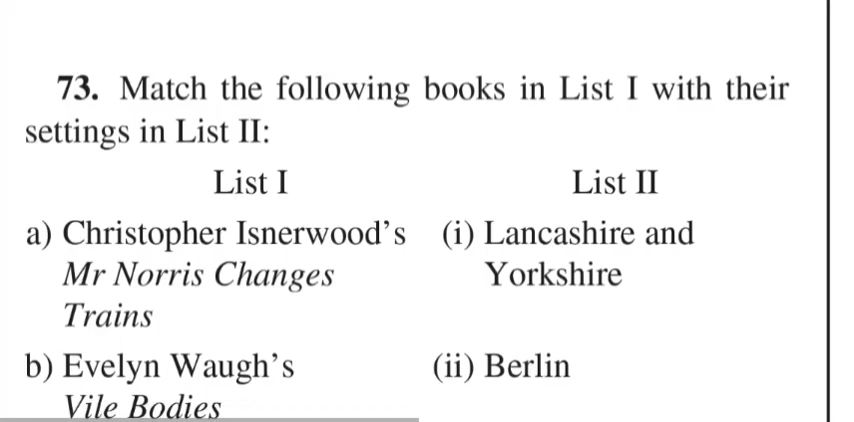 73. Match the following books in List I with their
settings in List II:
List I List II
a) Christopher Isnerwood's (i) Lancashire and
Mr Norris Changes Yorkshire
Trains
b) Evelyn Waugh's (ii) Berlin
Vile Bodies